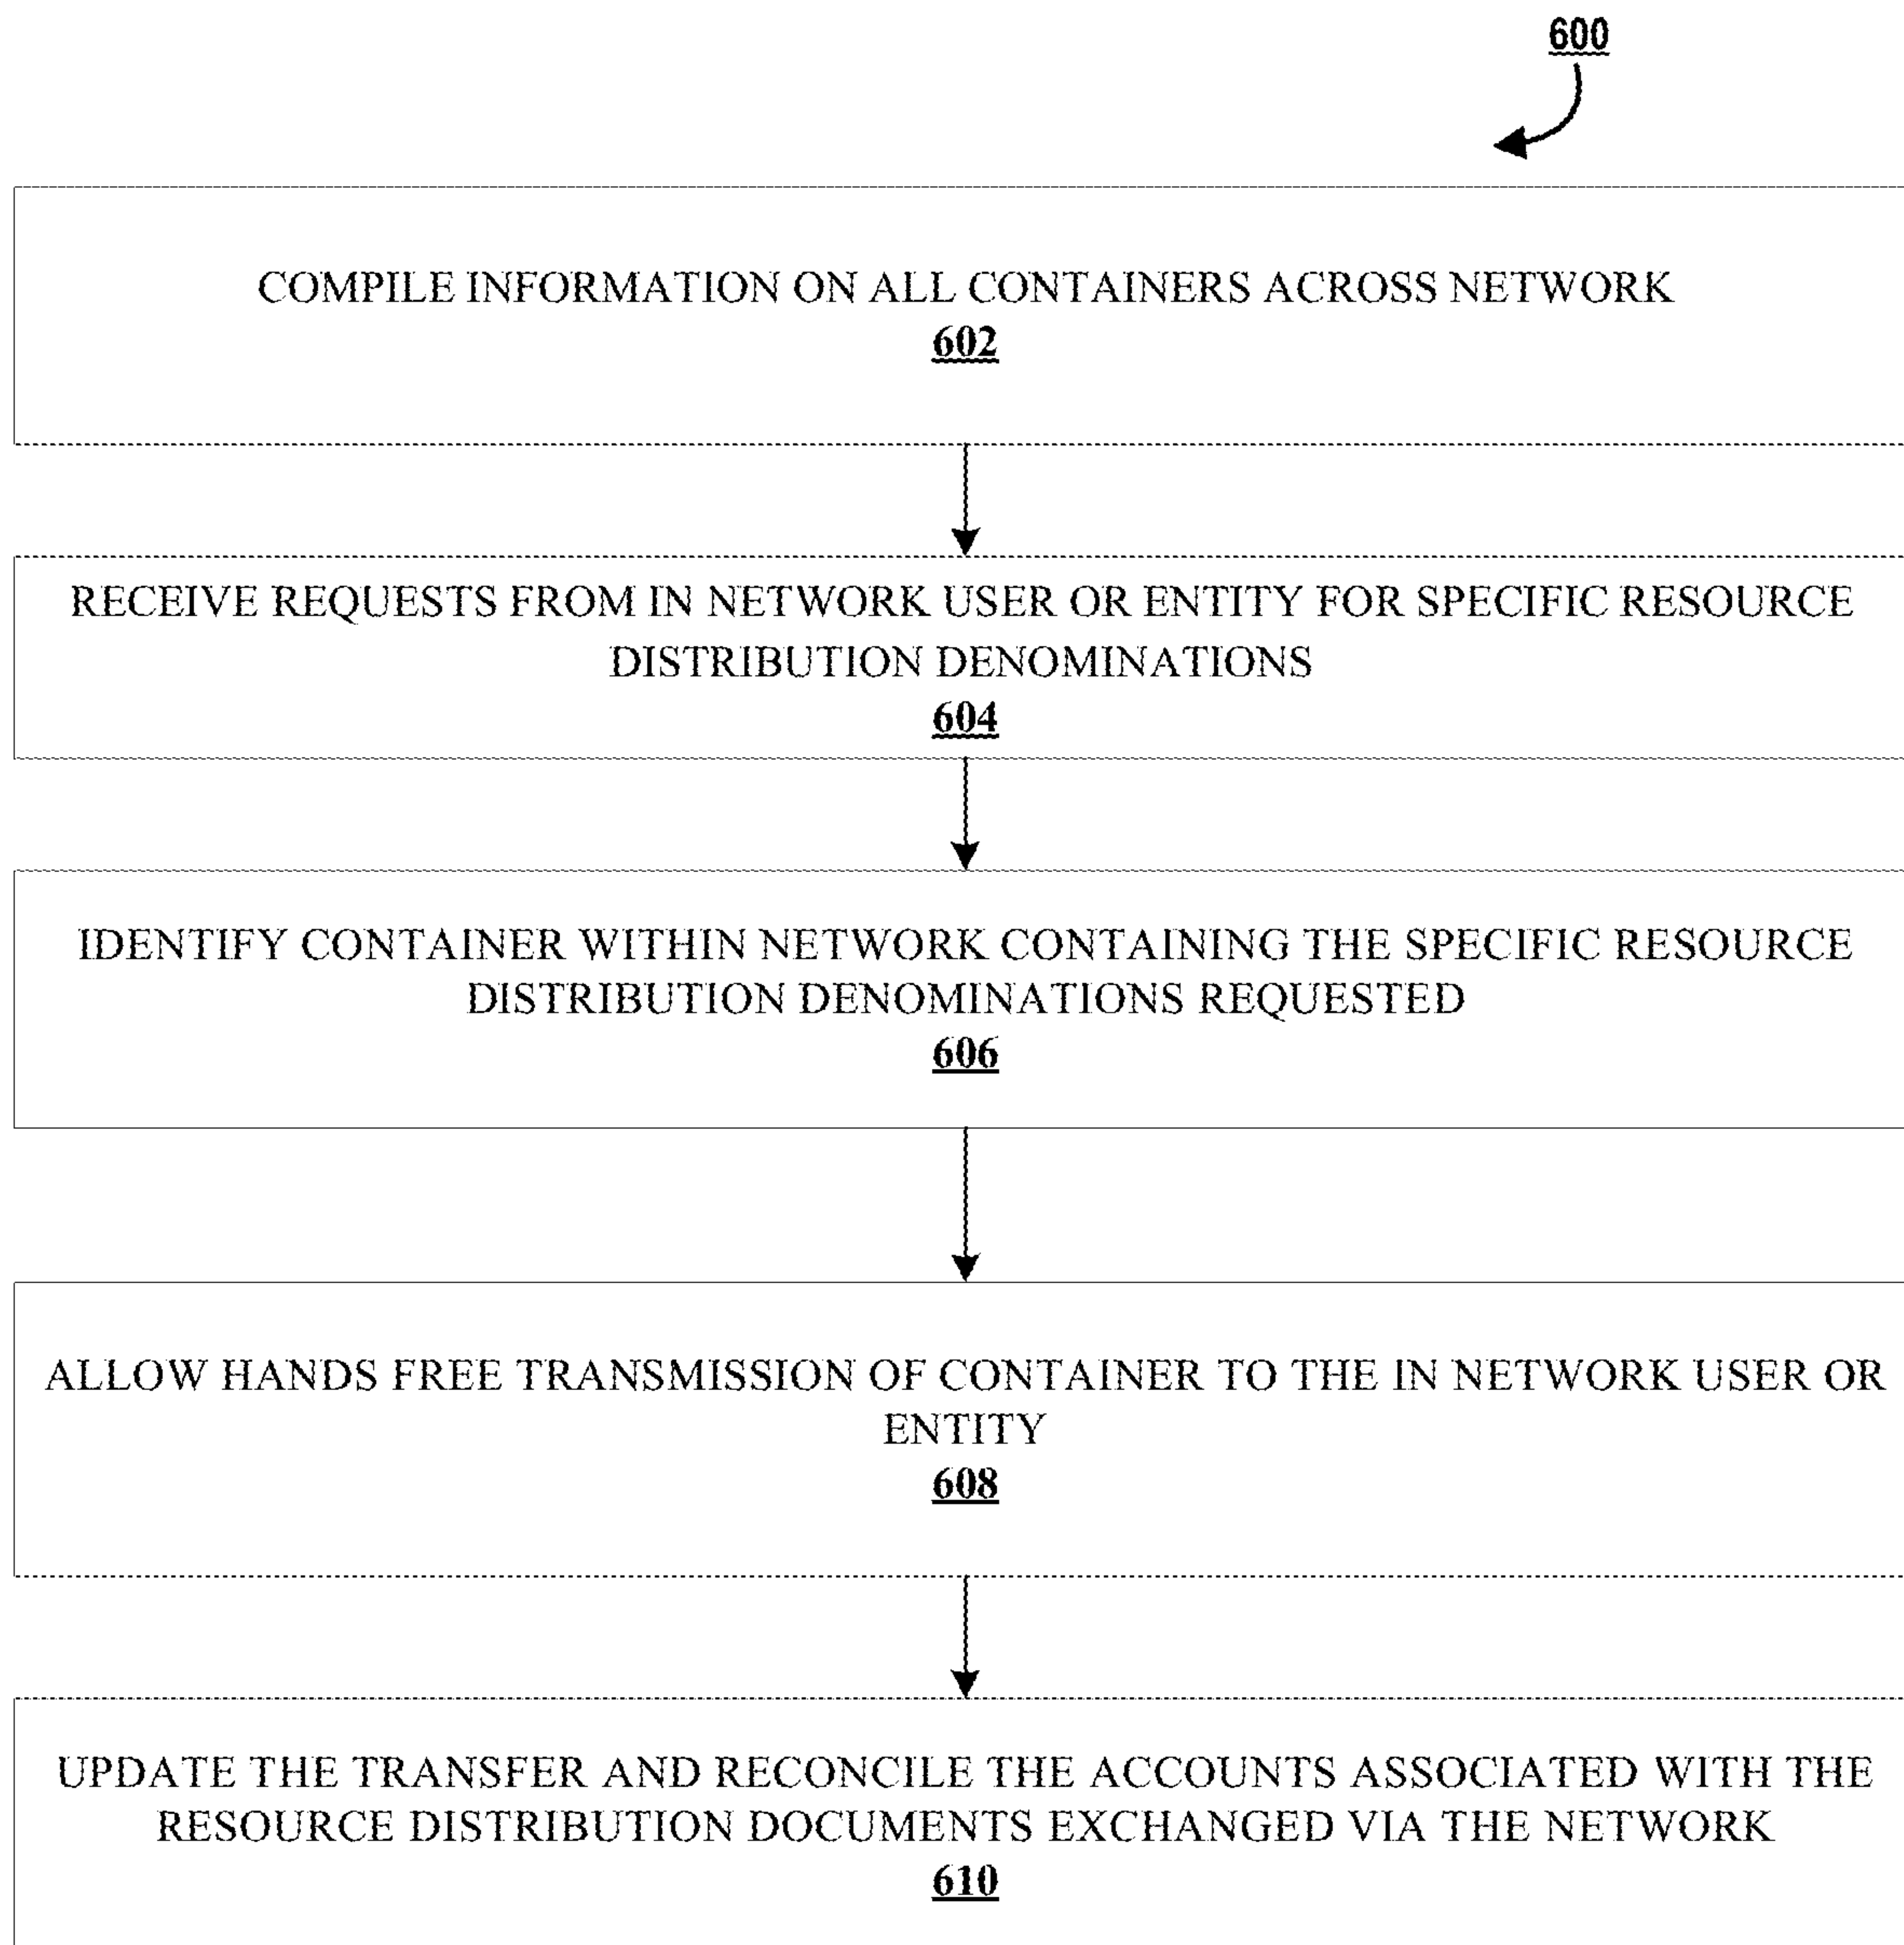 600
COMPILE INFORMATION ON ALL CONTAINERS ACROSS NETWORK
602
RECEIVE REQUESTS FROM IN NETWORK USER OR ENTITY FOR SPECIFIC RESOURCE
DISTRIBUTION DENOMINATIONS
604
IDENTIFY CONTAINER WITHIN NETWORK CONTAINING THE SPECIFIC RESOURCE
DISTRIBUTION DENOMINATIONS REQUESTED
606
ALLOW HANDS FREE TRANSMISSION OF CONTAINER TO THE IN NETWORK USER OR
ENTITY
608
UPDATE THE TRANSFER AND RECONCILE THE ACCOUNTS ASSOCIATED WITH THE
RESOURCE DISTRIBUTION DOCUMENTS EXCHANGED VIA THE NETWORK
610